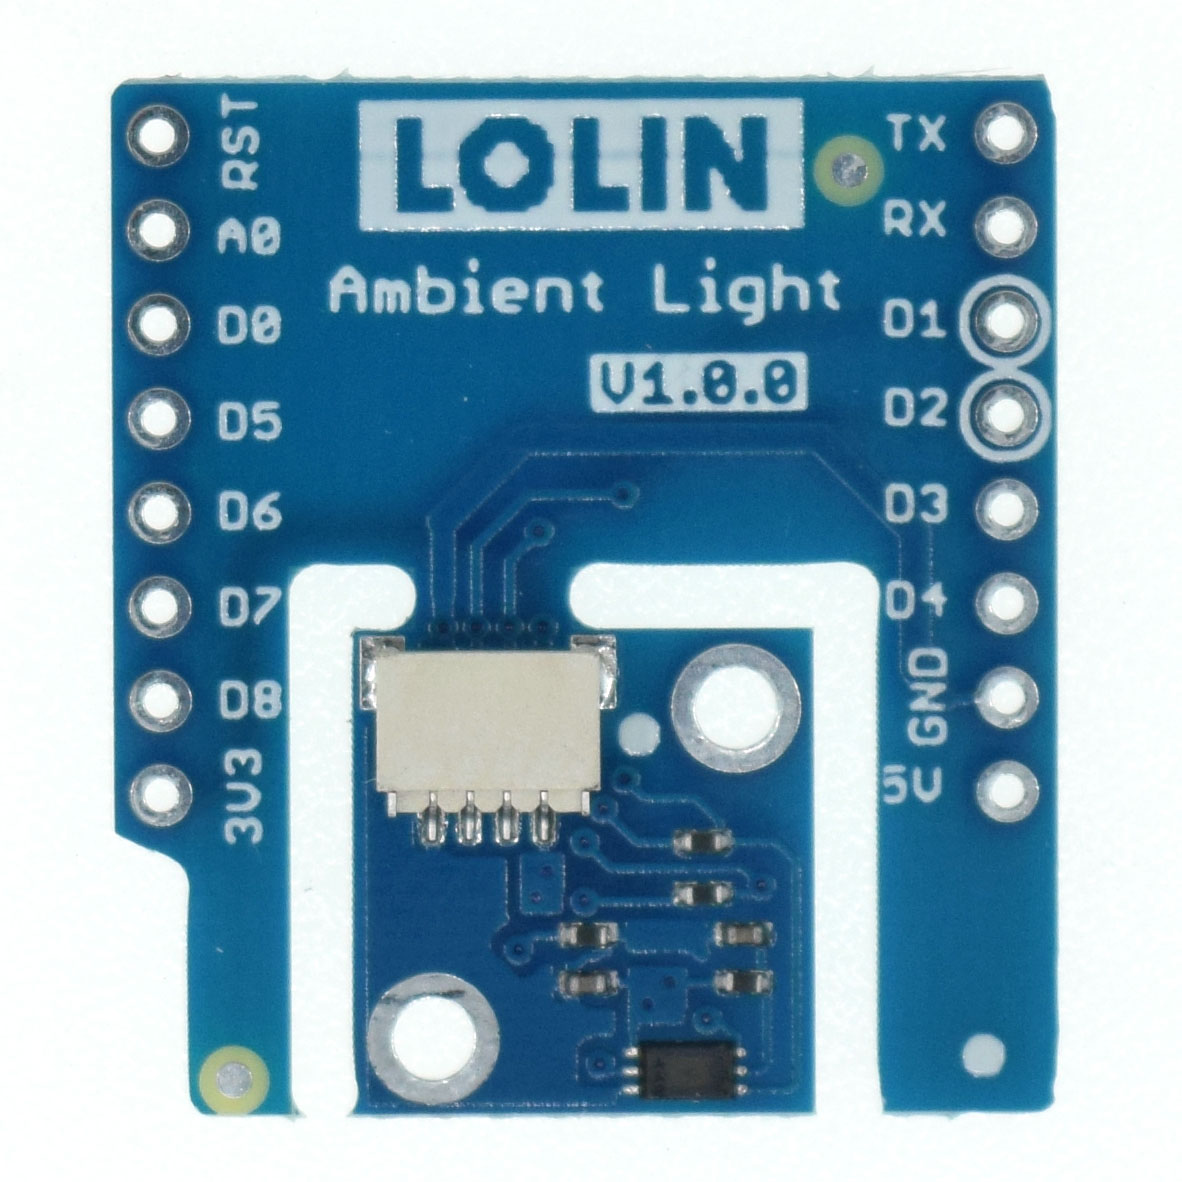 LOLIN
Ambient Light
V1.0.0
RST
A0
D0
D5
D6
D7
D8
3V3
TX
RX
D1
D2
D3
D4
GND
5V